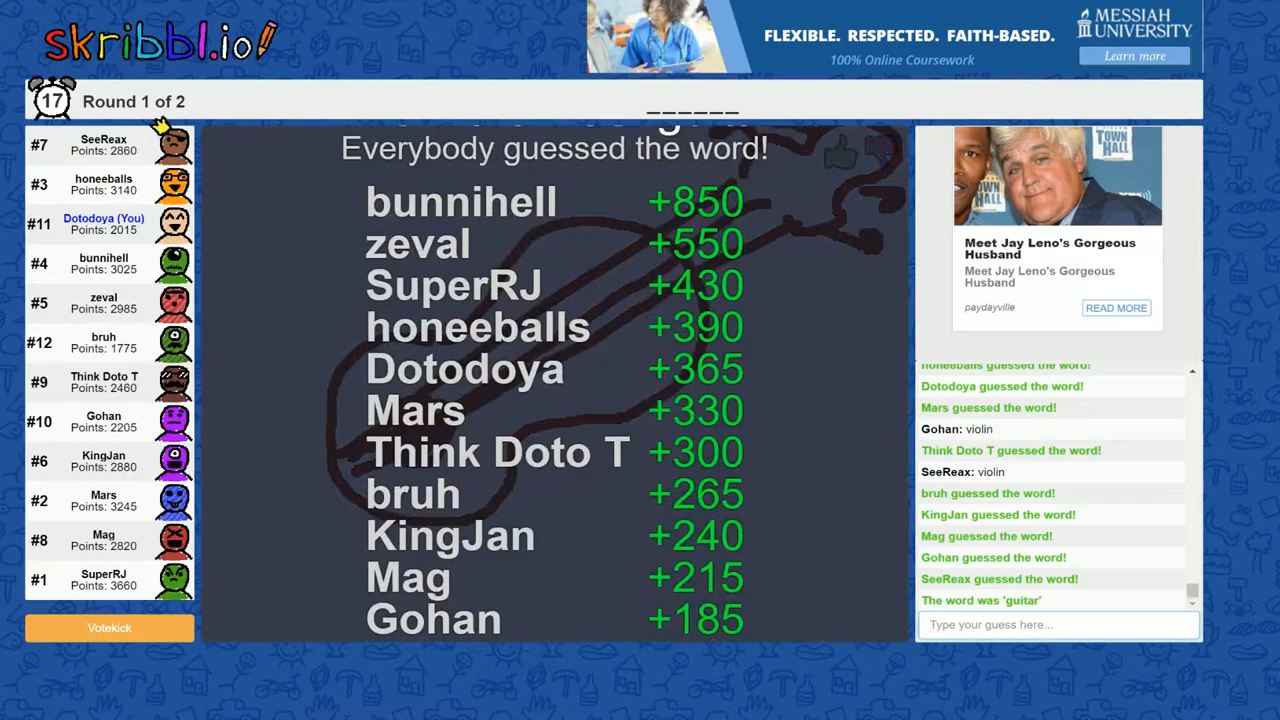 skribbl.io!
FLEXIBLE. RESPECTED. FAITH-BASED.
100% Online Coursework
MESSIAH
UNIVERSITY
Learn more
17
Round 1 of 2
______
#7
SeeReax
Points: 2860
#3
honeeballs
Points: 3140
#11
Dotodoya (You)
Points: 2015
#4
bunnihell
Points: 3025
#5
zeval
Points: 2985
#12
bruh
Points: 1775
#9
Think Doto T
Points: 2460
#10
Gohan
Points: 2205
#6
KingJan
Points: 2880
#2
Mars
Points: 3245
#8
Mag
Points: 2820
#1
SuperRJ
Points: 3660
Votekick
Everybody guessed the word!
bunnihell +850
zeval +550
SuperRJ +430
honeeballs +390
Dotodoya +365
Mars +330
Think Doto T +300
bruh +265
KingJan +240
Mag +215
Gohan +185
TOWN
HALL
Meet Jay Leno's Gorgeous
Husband
Meet Jay Leno's Gorgeous
Husband
paydayville
READ MORE
honeeballs guessed the word!
Dotodoya guessed the word!
Mars guessed the word!
Gohan: violin
Think Doto T guessed the word!
SeeReax: violin
bruh guessed the word!
KingJan guessed the word!
Mag guessed the word!
Gohan guessed the word!
SeeReax guessed the word!
The word was 'guitar'
Type your guess here...